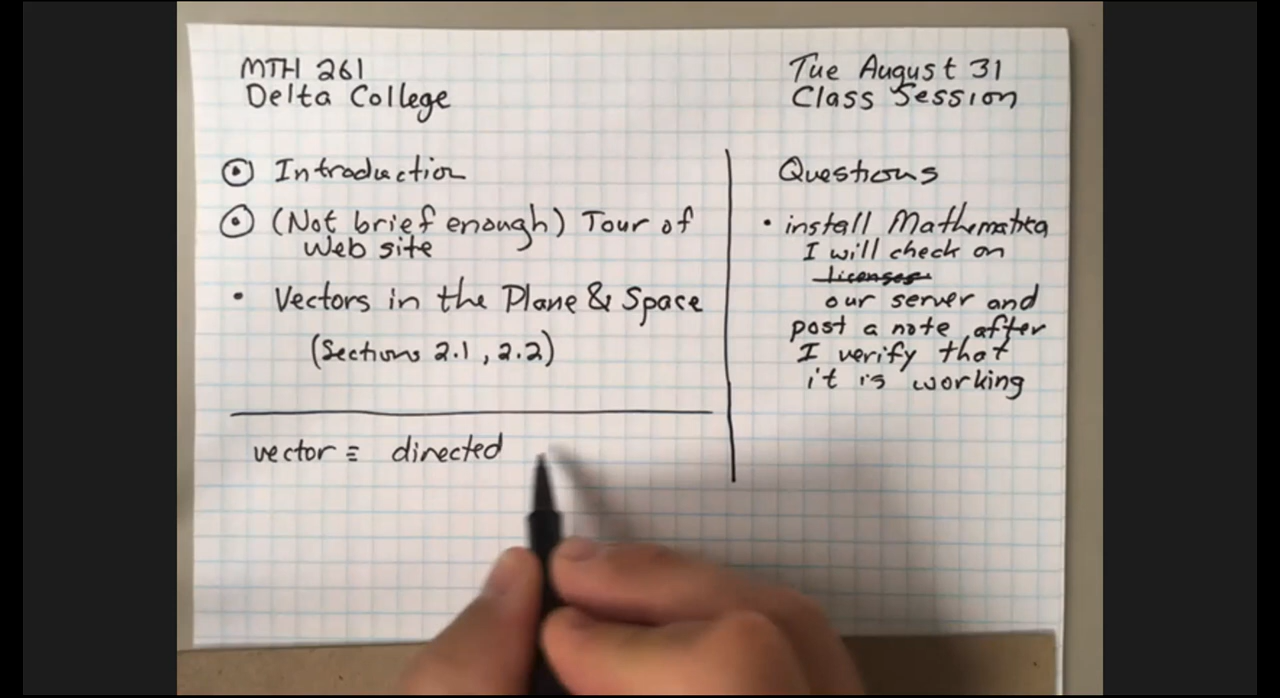 MTH 261
Delta College
Tue August 31
Class Session
Introduction
(Not brief enough) Tour of
Web site
• Vectors in the Plane & Space
(Sections 2.1, 2.2)
vector ≡ directed
Questions
• install Mathematica
I will check on
licenses
our server and
post a note after
I verify that
it is working